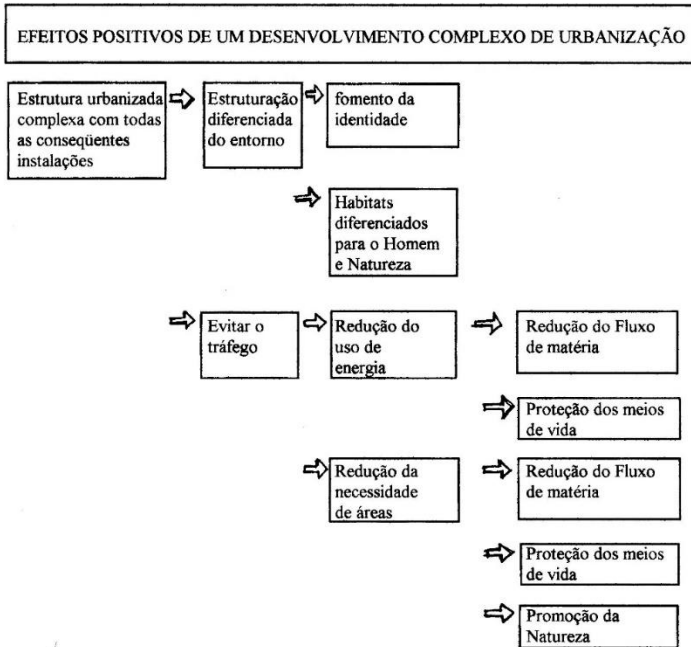 EFEITOS POSITIVOS DE UM DESENVOLVIMENTO COMPLEXO DE URBANIZAÇÃO
Estrutura urbanizada
complexa com todas
as conseqüentes
instalações
Estruturação
diferenciada
do entorno
fomento da
identidade
Habitats
diferenciados
para o Homem
e Natureza
Evitar o
tráfego
Redução do
uso de
energia
Redução do Fluxo
de matéria
Proteção dos meios
de vida
Redução da
necessidade
de áreas
Redução do Fluxo
de matéria
Proteção dos meios
de vida
Promoção da
Natureza